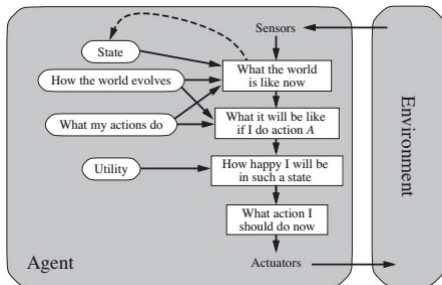 Sensors
State
What the world
is like now
How the world evolves
What it will be like
if I do action A
What my actions do
How happy I will be
in such a state
Utility
What action I
should do now
Agent
Actuators
Environment